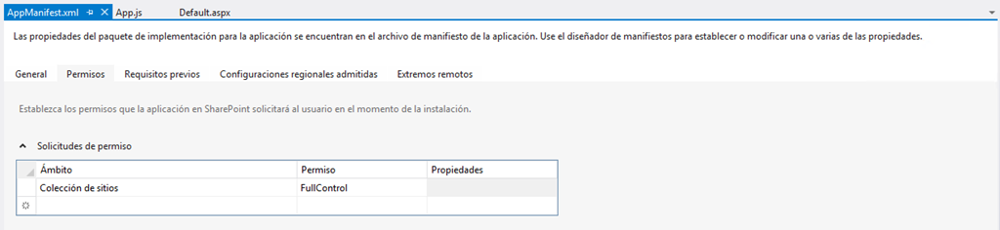 AppManifest.xml App.js Default.aspx
Las propiedades del paquete de implementación para la aplicación se encuentran en el archivo de manifiesto de la aplicación. Use el diseñador de manifiestos para establecer o modificar una o varias de las propiedades.
General Permisos Requisitos previos Configuraciones regionales admitidas Extremos remotos
Establezca los permisos que la aplicación en SharePoint solicitará al usuario en el momento de la instalación.
Solicitudes de permiso
Ámbito Permiso Propiedades
Colección de sitios FullControl